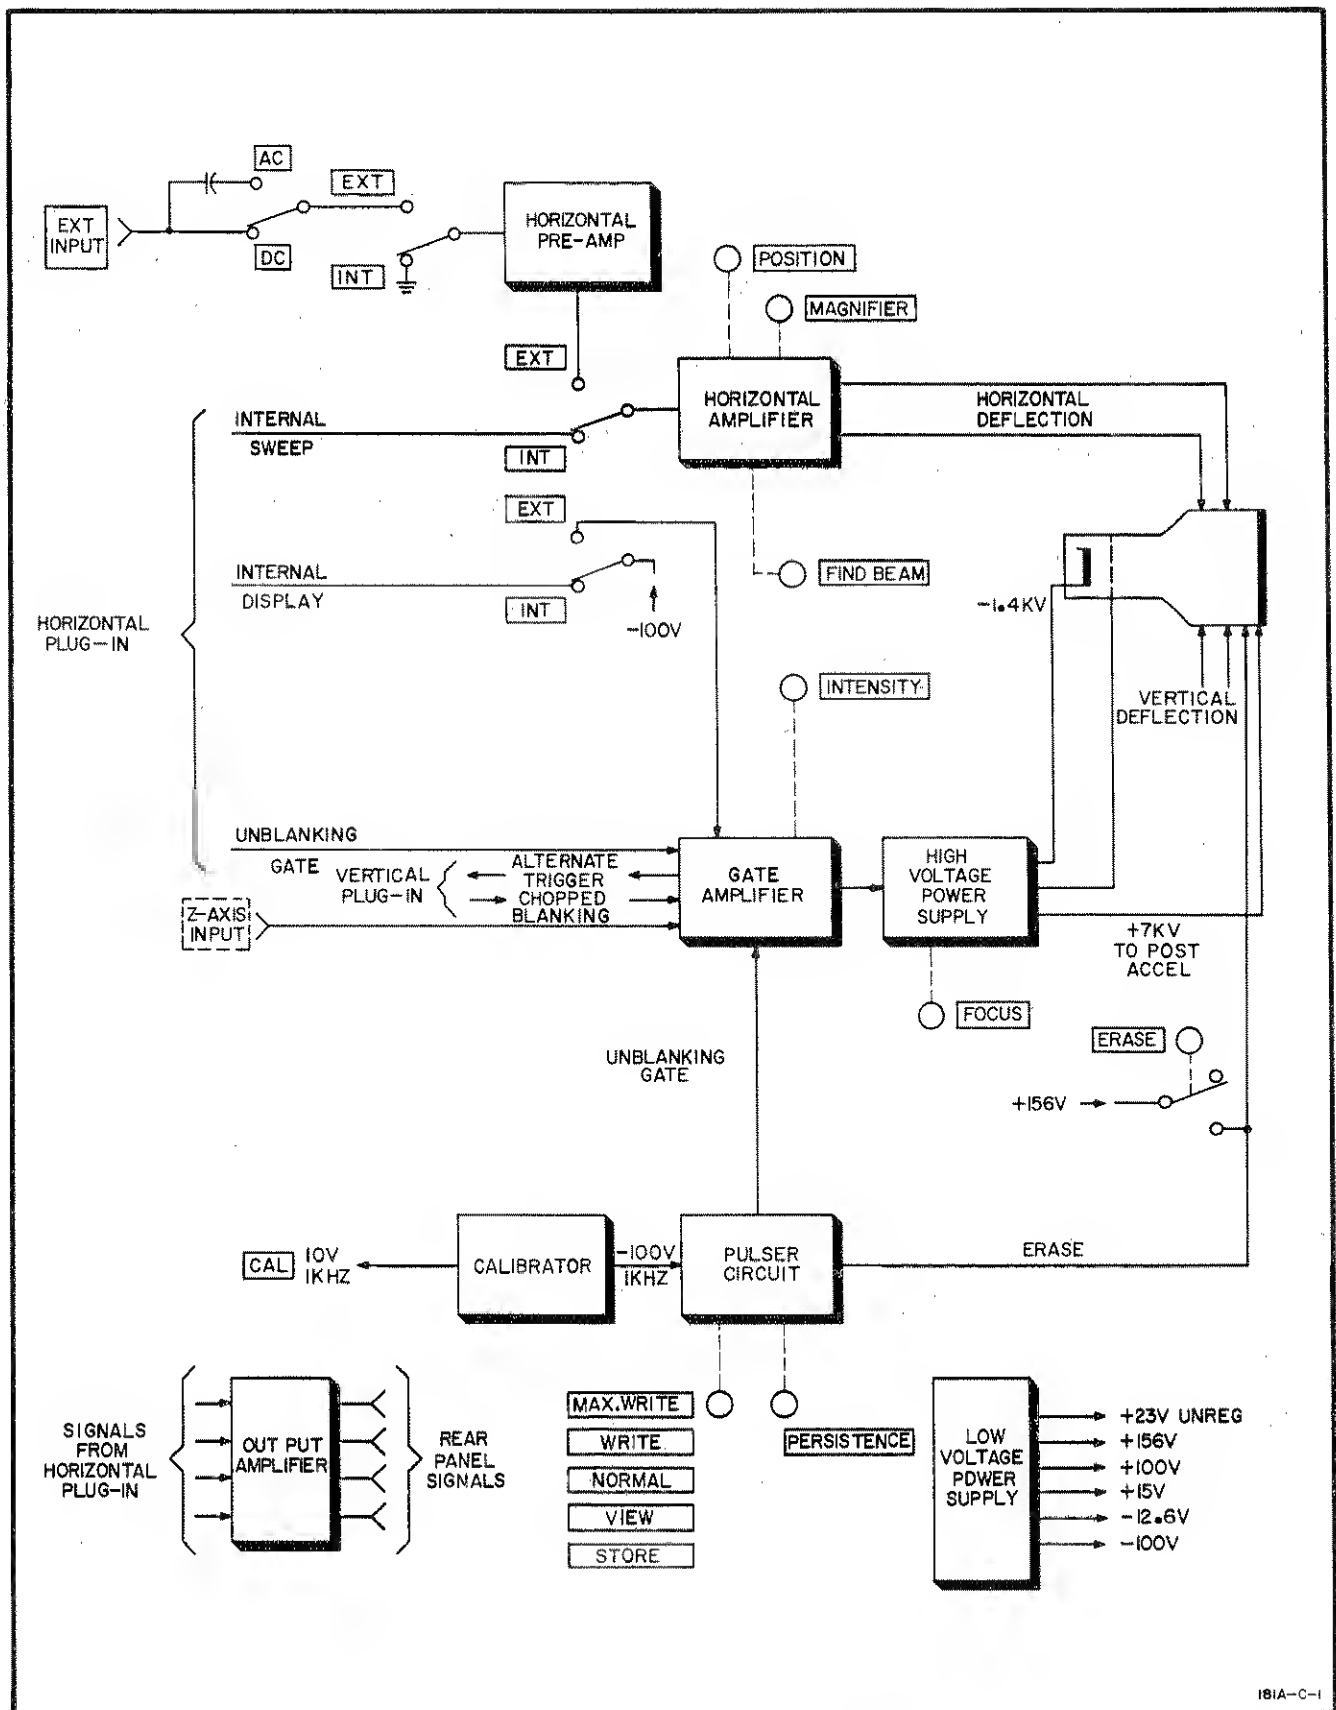 AC
EXT
EXT
INPUT
DC
INT
HORIZONTAL
PRE-AMP
POSITION
MAGNIFIER
EXT
HORIZONTAL
AMPLIFIER
HORIZONTAL
DEFLECTION
INTERNAL
SWEEP
INT
EXT
FIND BEAM
INTERNAL
DISPLAY
INT
-100V
-1.4KV
HORIZONTAL
PLUG-IN
INTENSITY
VERTICAL
DEFLECTION
UNBLANKING
GATE
VERTICAL
PLUG-IN
ALTERNATE
TRIGGER
CHOPPED
BLANKING
GATE
AMPLIFIER
HIGH
VOLTAGE
POWER
SUPPLY
Z-AXIS
INPUT
+7KV
TO POST
ACCEL
FOCUS
UNBLANKING
GATE
ERASE
+156V
CAL
10V
1KHZ
CALIBRATOR
-100V
1KHZ
PULSER
CIRCUIT
ERASE
SIGNALS
FROM
HORIZONTAL
PLUG-IN
OUT PUT
AMPLIFIER
REAR
PANEL
SIGNALS
MAX.WRITE
WRITE
NORMAL
VIEW
STORE
PERSISTENCE
LOW
VOLTAGE
POWER
SUPPLY
+23V UNREG
+156V
+100V
+15V
-12.6V
-100V
181A-C-1